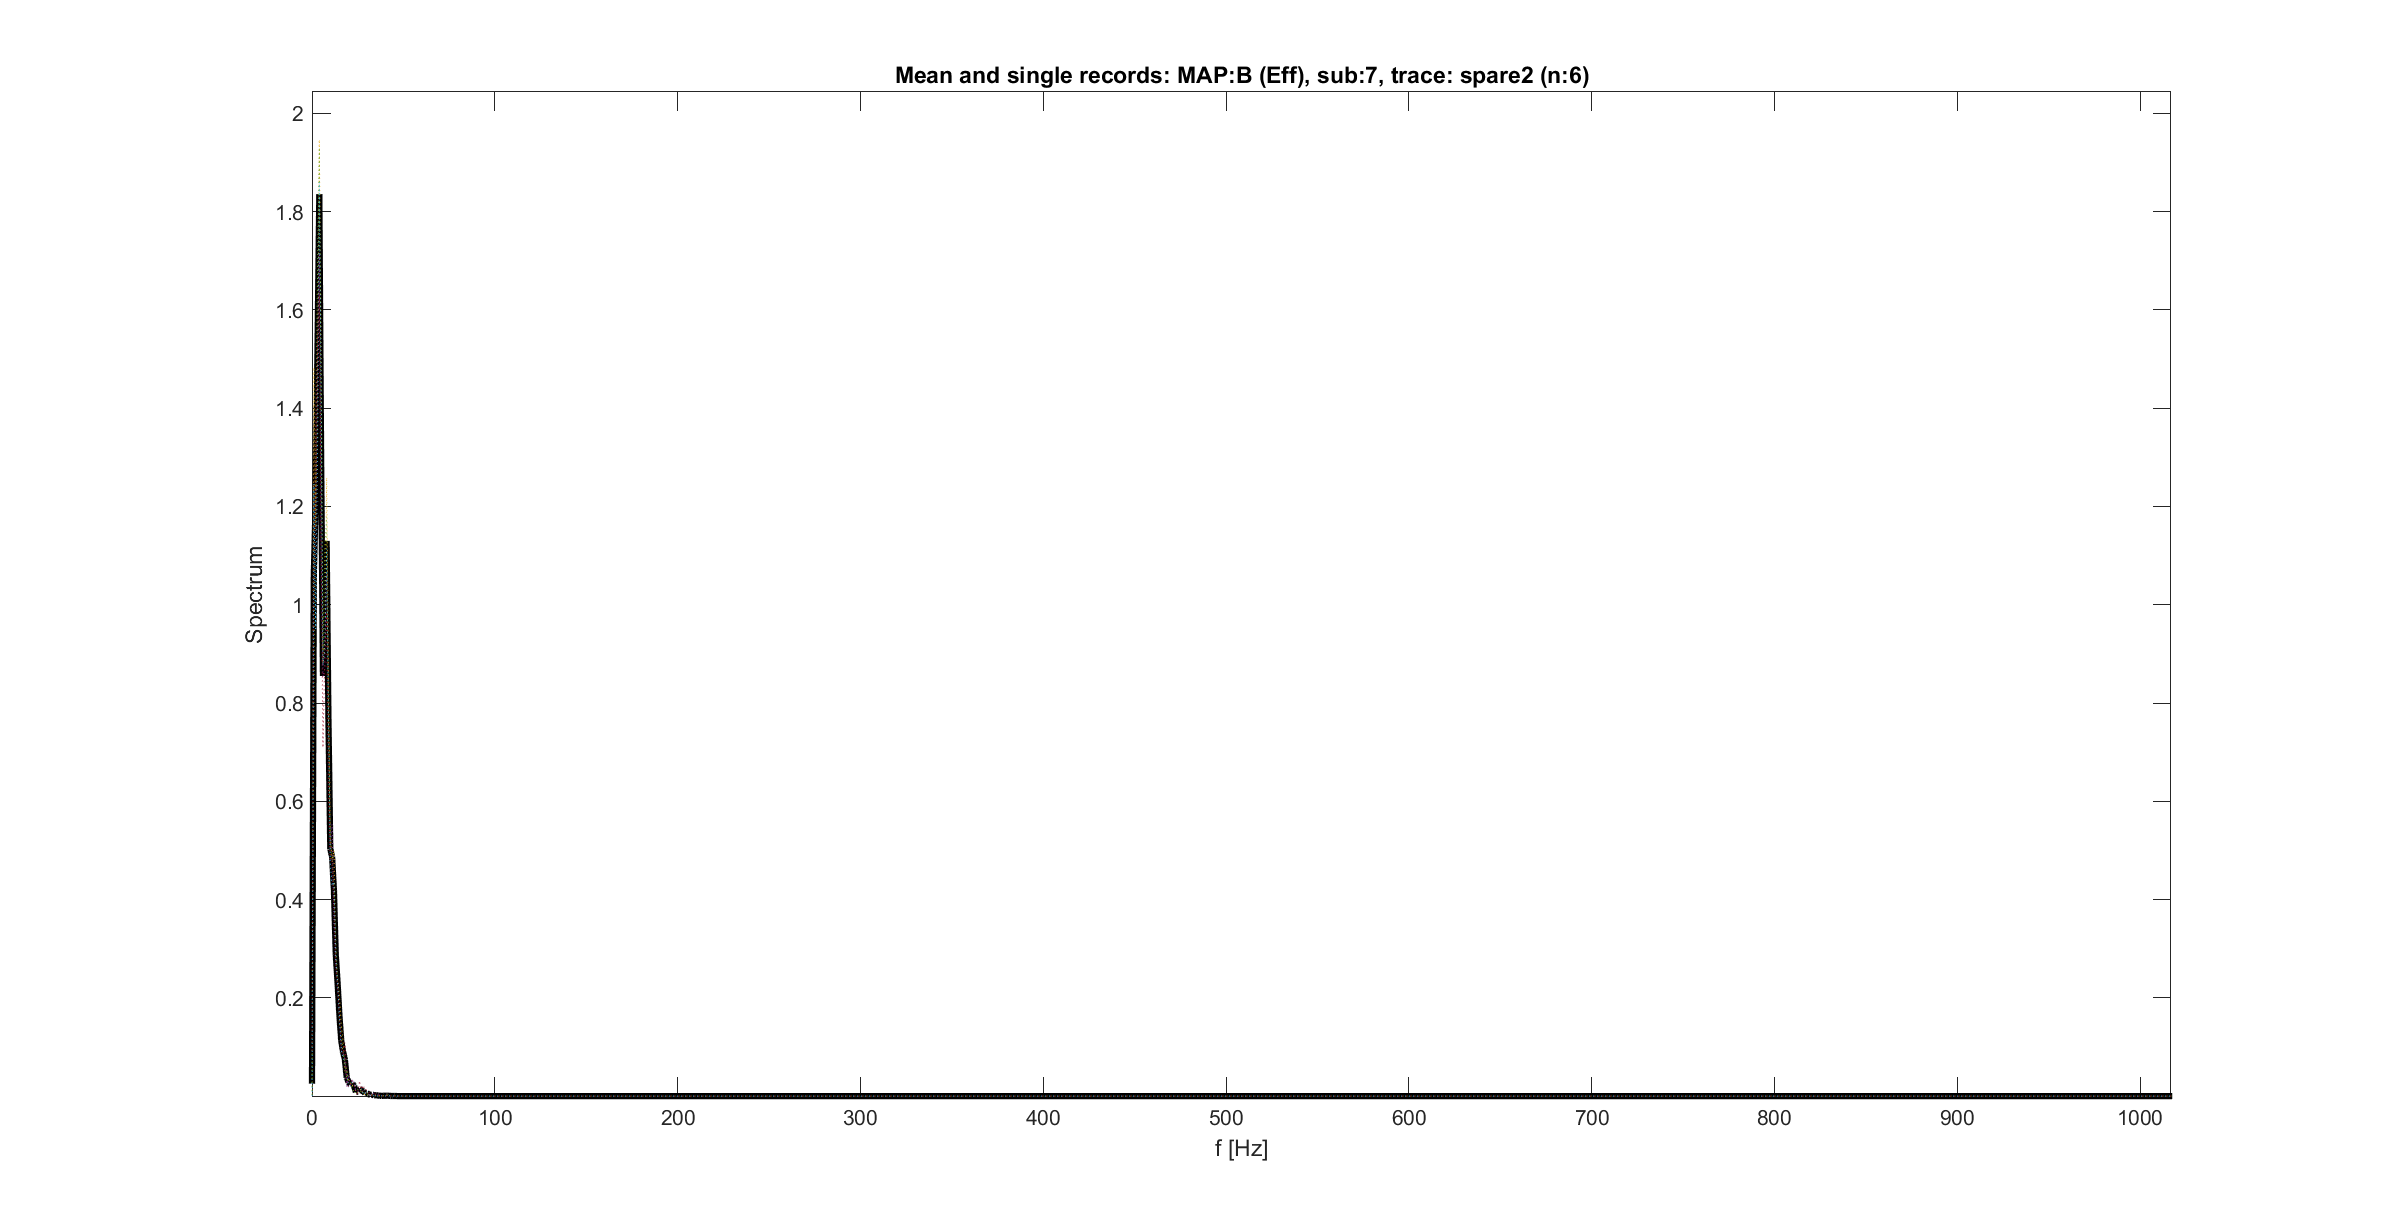 Mean and single records: MAP:B (Eff), sub:7, trace: spare2 (n:6)
2
1.8
1.6
1.4
1.2
1
0.8
0.6
0.4
0.2
Spectrum
0 100 200 300 400 500 600 700 800 900 1000
f [Hz]